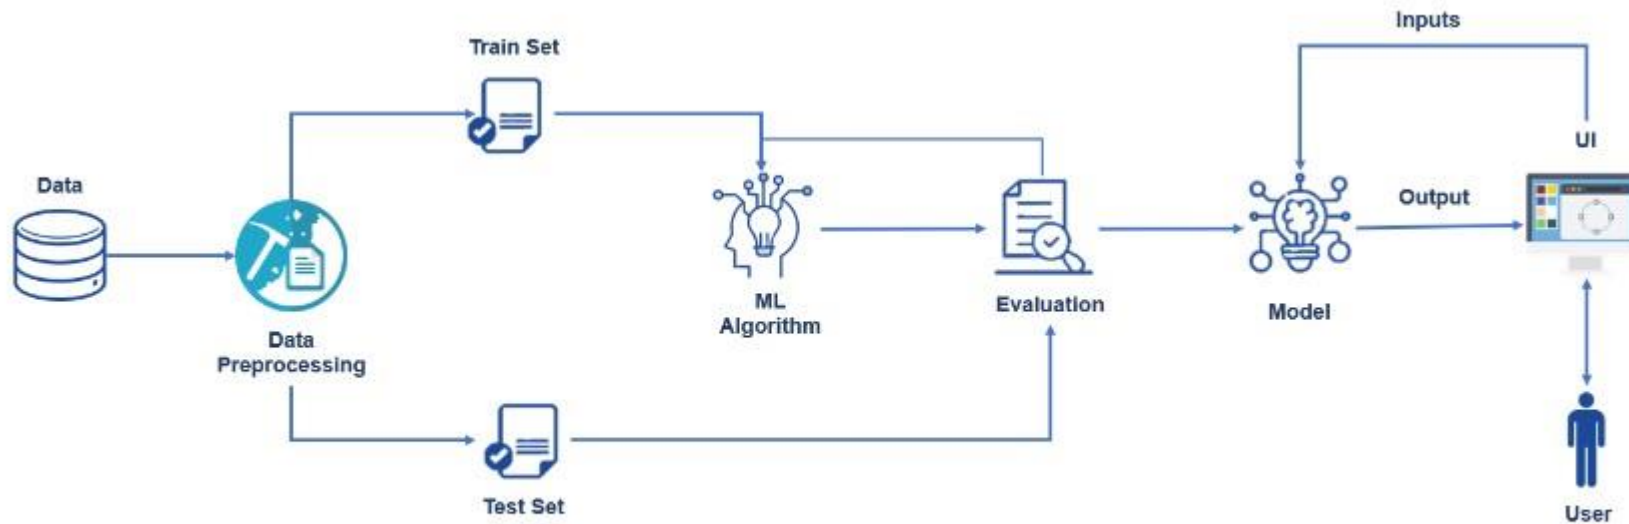 Inputs
Train Set
UI
Data
Output
ML
Algorithm
Evaluation
Model
Data
Preprocessing
Test Set
User